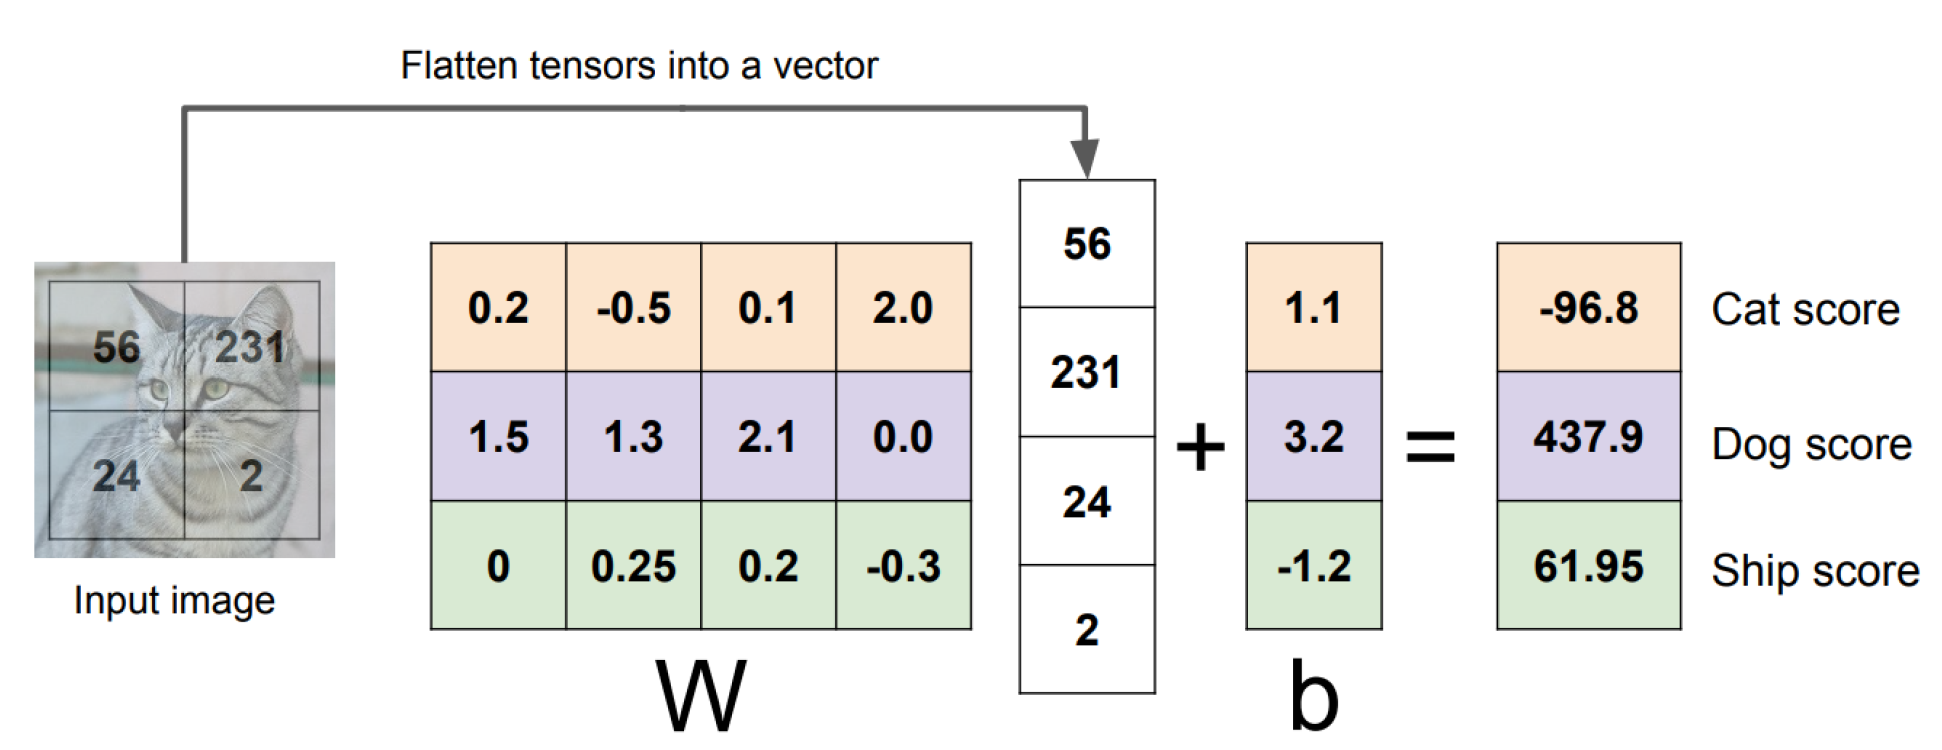 Flatten tensors into a vector
56 231
24 2
Input image
0.2 -0.5 0.1 2.0
1.5 1.3 2.1 0.0
0 0.25 0.2 -0.3
W
56
231
24
2
+
1.1
3.2
-1.2
b
=
-96.8 Cat score
437.9 Dog score
61.95 Ship score